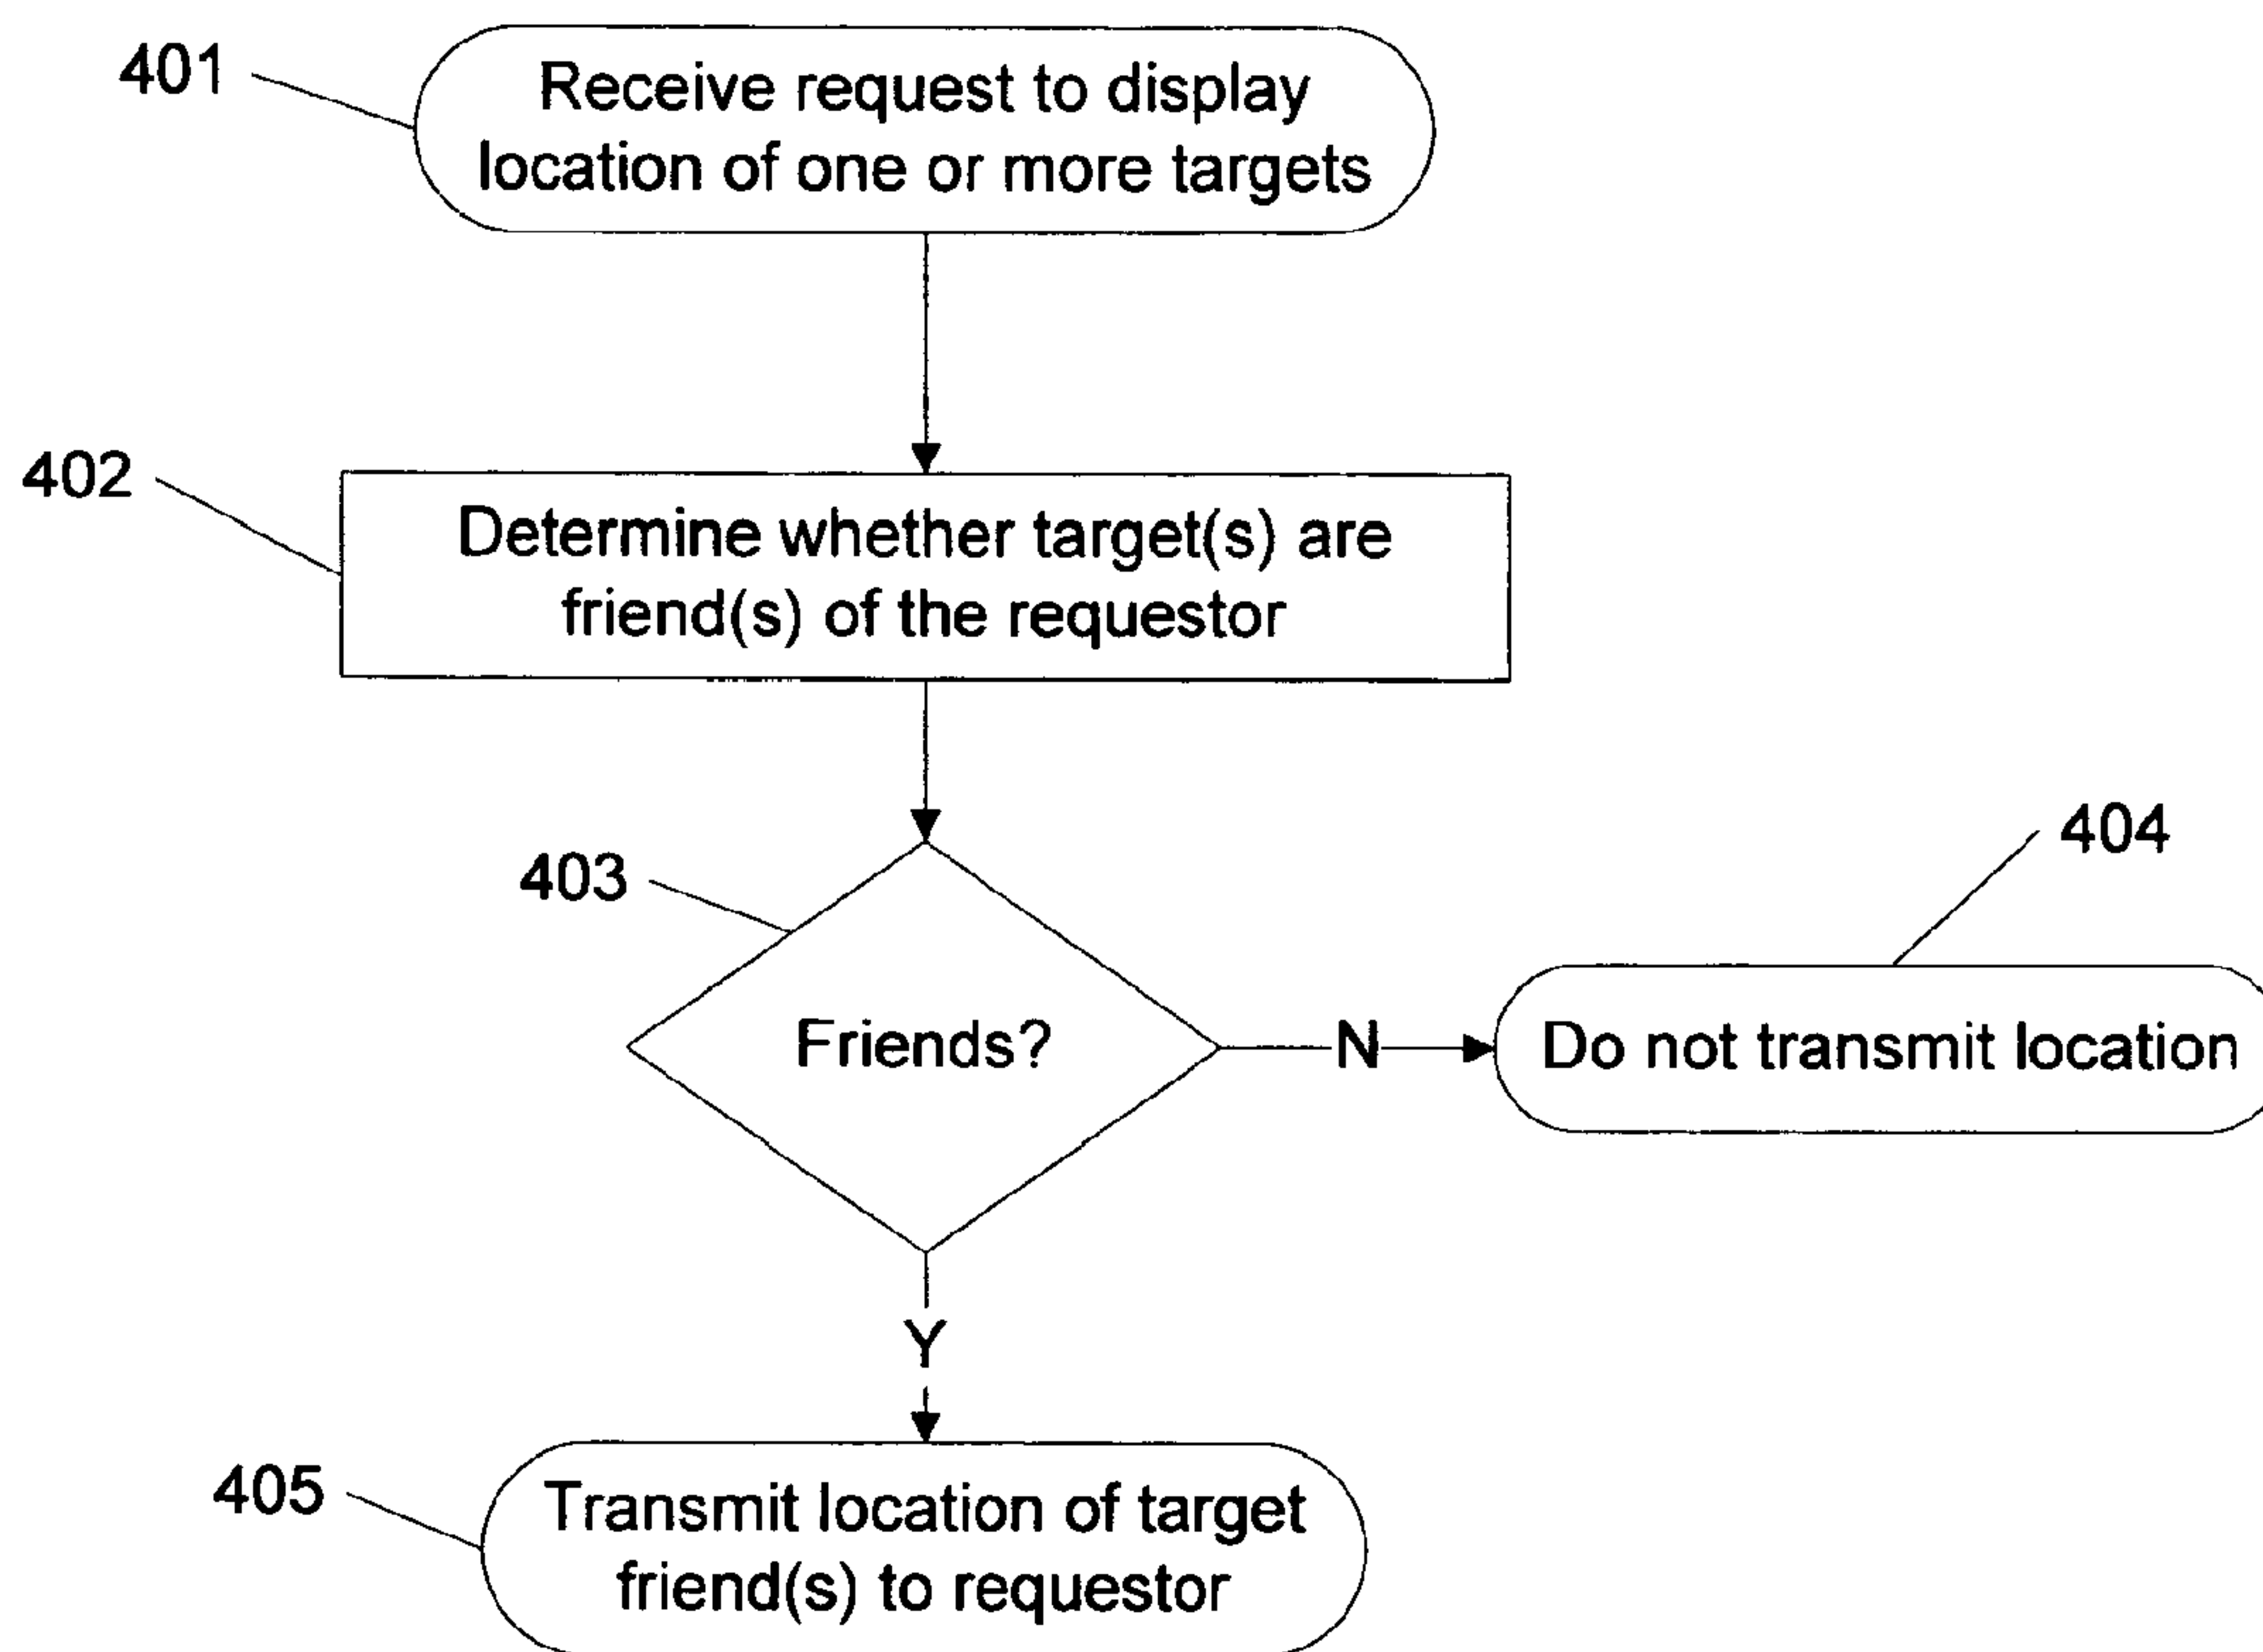 401
Receive request to display
location of one or more targets
402
Determine whether target(s) are
friend(s) of the requestor
403
404
Friends?
N
Do not transmit location
Y
405
Transmit location of target
friend(s) to requestor